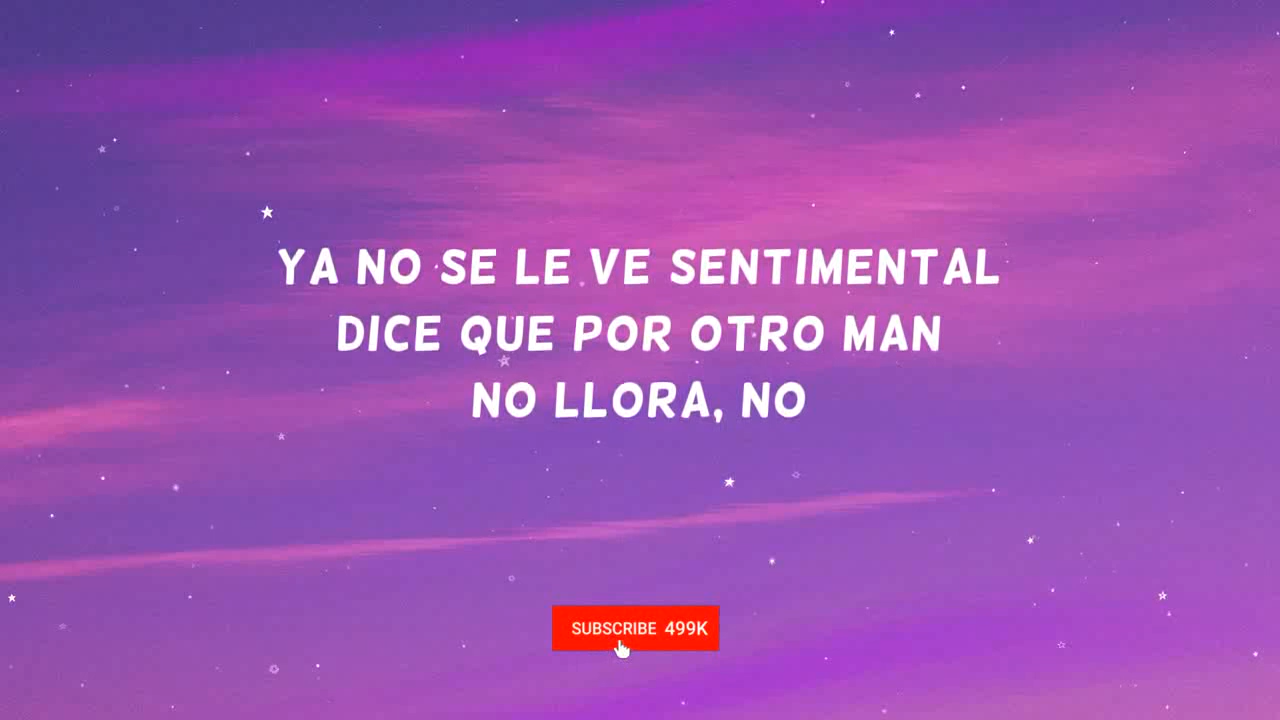 YA NO SE LE VE SENTIMENTAL
DICE QUE POR OTRO MAN
NO LLORA, NO
SUBSCRIBE 499K